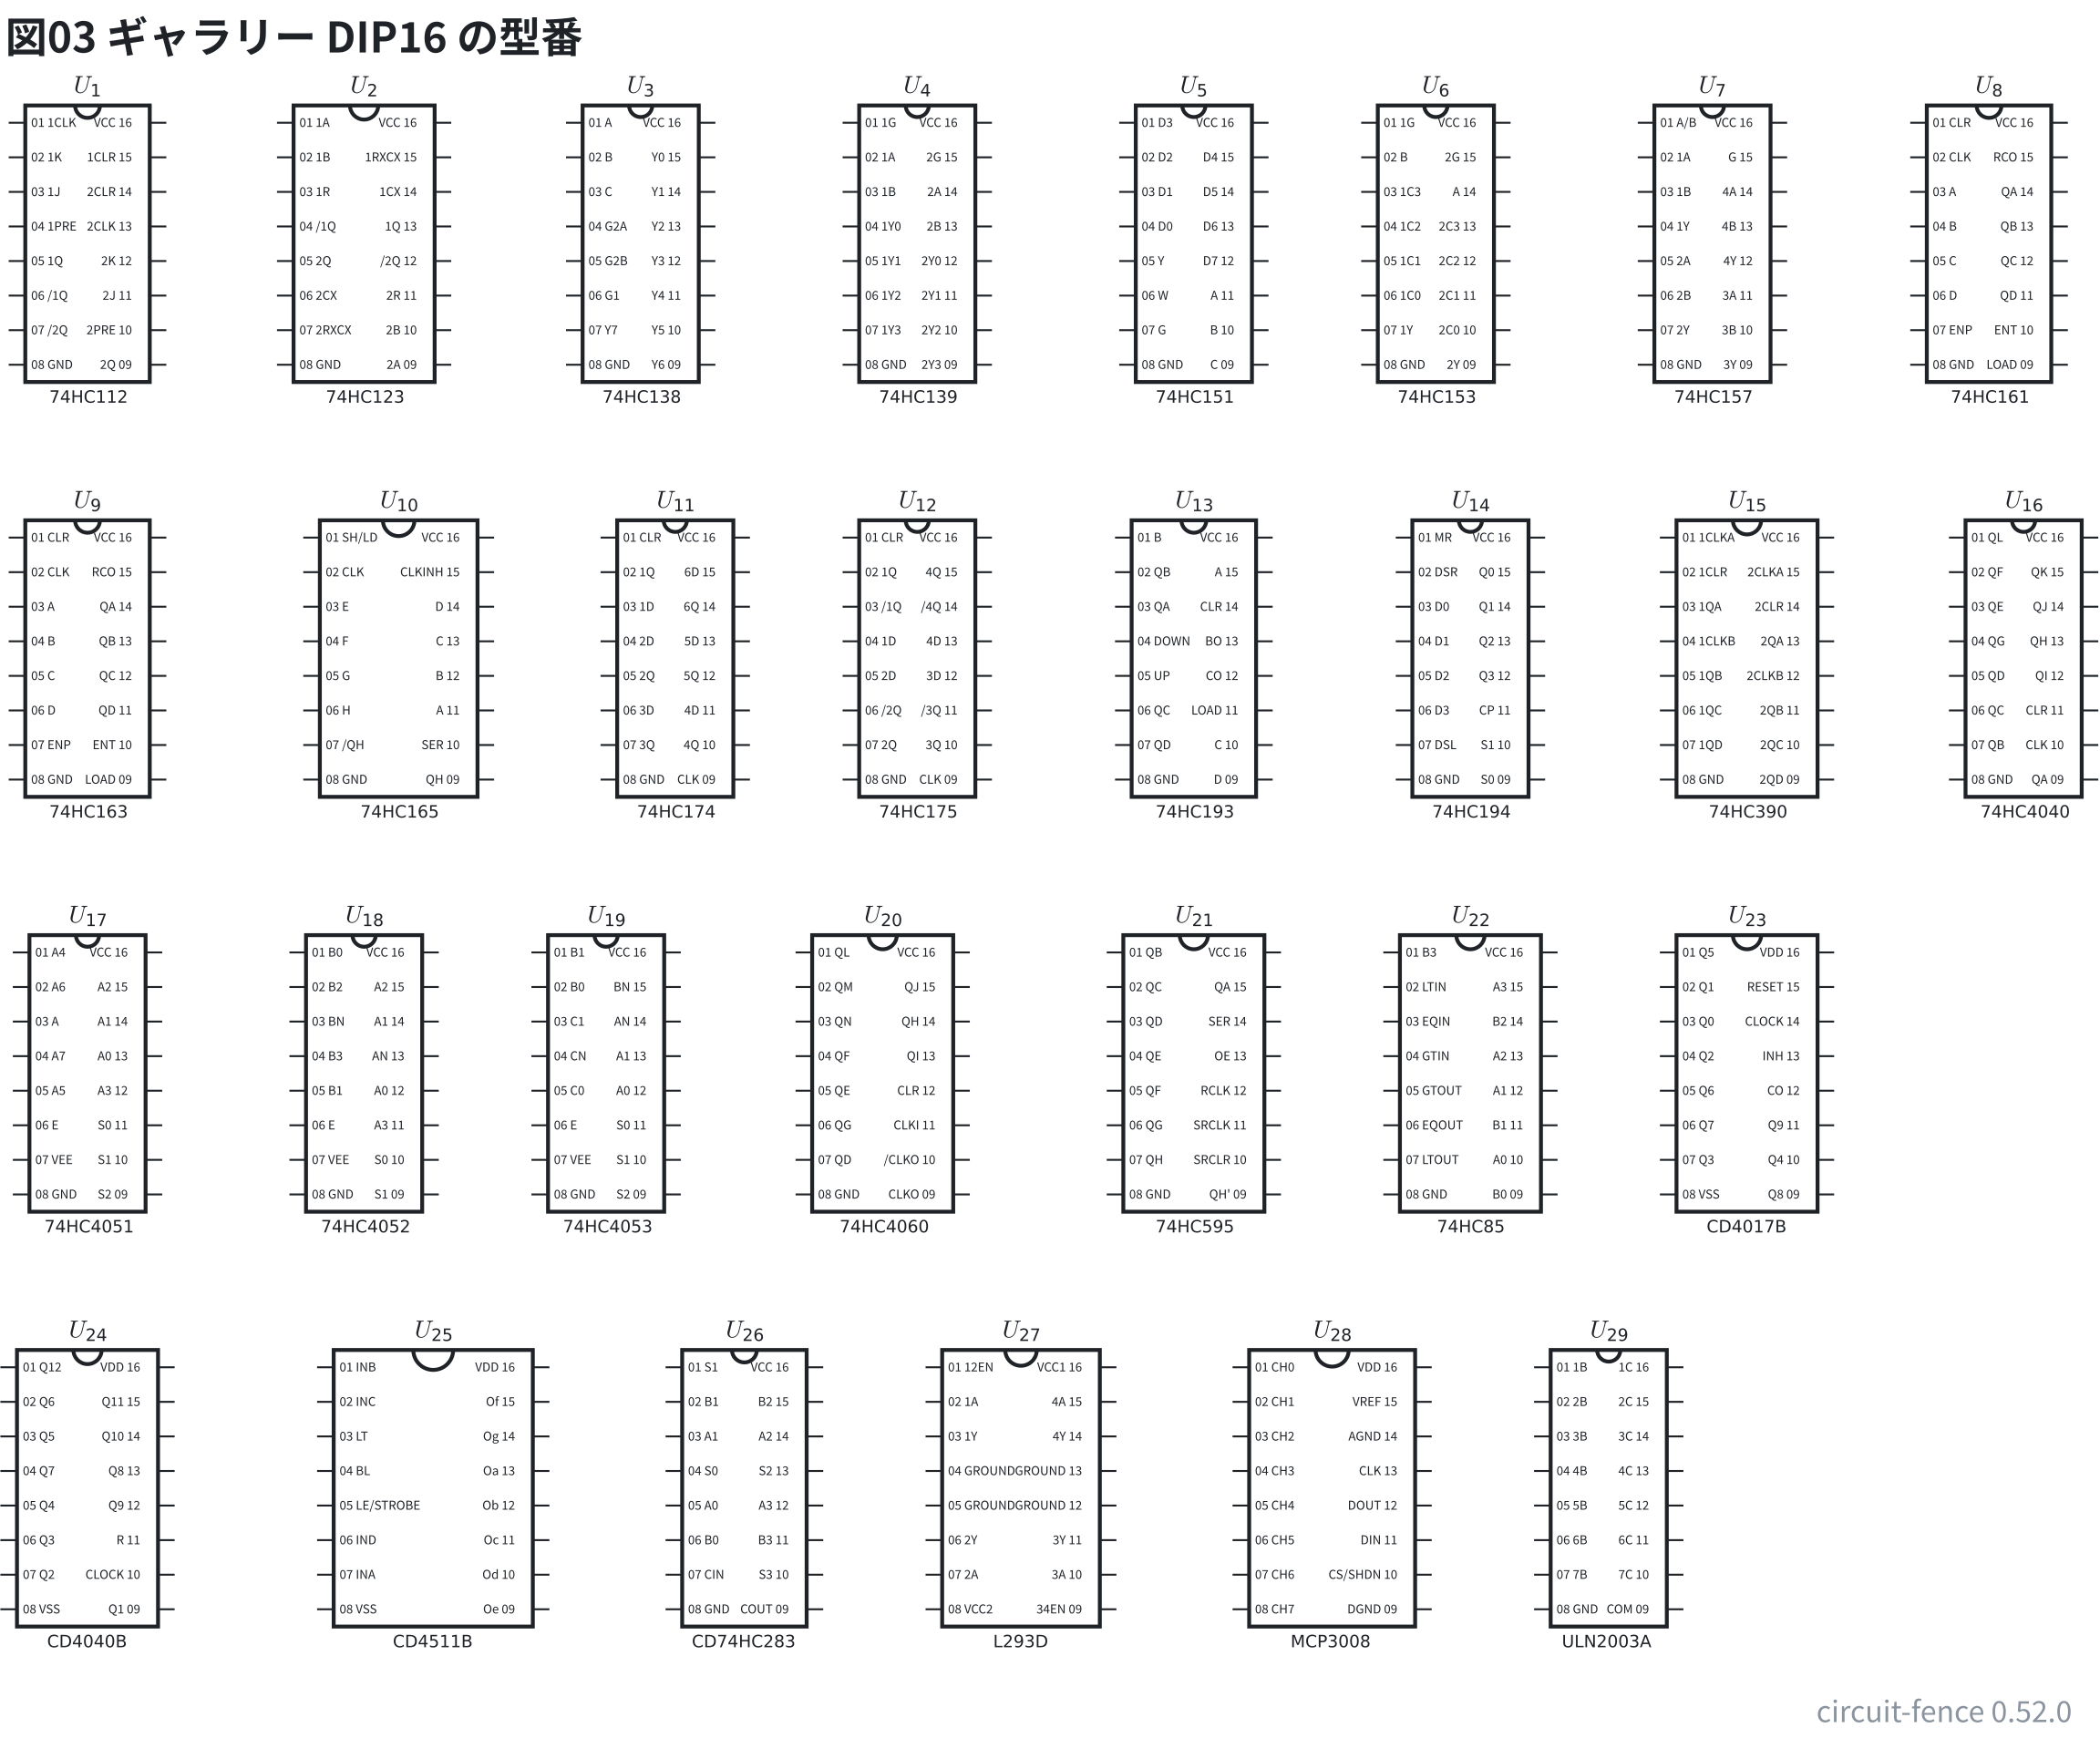 図03 ギャラリー DIP16 の型番
U1 U2 U3 U4 U5 U6 U7 U8
01 1CLK VCC 16 01 1A VCC 16 01 A VCC 16 01 1G VCC 16 01 D3 VCC 16 01 1G VCC 16 01 A/B VCC 16 01 CLR VCC 16
02 1K 1CLR 15 02 1B 1RXCX 15 02 B Y0 15 02 1A 2G 15 02 D2 D4 15 02 B 2G 15 02 1A G 15 02 CLK RCO 15
03 1J 2CLR 14 03 1R 1CX 14 03 C Y1 14 03 1B 2A 14 03 D1 D5 14 03 1C3 A 14 03 1B 4A 14 03 A QA 14
04 1PRE 2CLK 13 04 /1Q 1Q 13 04 G2A Y2 13 04 1Y0 2B 13 04 D0 D6 13 04 1C2 2C3 13 04 1Y 4B 13 04 B QB 13
05 1Q 2K 12 05 2Q /2Q 12 05 G2B Y3 12 05 1Y1 2Y0 12 05 Y D7 12 05 1C1 2C2 12 05 2A 4Y 12 05 C QC 12
06 /1Q 2J 11 06 2CX 2R 11 06 G1 Y4 11 06 1Y2 2Y1 11 06 W A 11 06 1C0 2C1 11 06 2B 3A 11 06 D QD 11
07 /2Q 2PRE 10 07 2RXCX 2B 10 07 Y7 Y5 10 07 1Y3 2Y2 10 07 G B 10 07 1Y 2C0 10 07 2Y 3B 10 07 ENP ENT 10
08 GND 2Q 09 08 GND 2A 09 08 GND Y6 09 08 GND 2Y3 09 08 GND C 09 08 GND 2Y 09 08 GND 3Y 09 08 GND LOAD 09
74HC112 74HC123 74HC138 74HC139 74HC151 74HC153 74HC157 74HC161
U9 U10 U11 U12 U13 U14 U15 U16
01 CLR VCC 16 01 SH/LD VCC 16 01 CLR VCC 16 01 CLR VCC 16 01 B VCC 16 01 MR VCC 16 01 1CLKA VCC 16 01 QL VCC 16
02 CLK RCO 15 02 CLK CLKINH 15 02 1Q 6D 15 02 1Q 4Q 15 02 QB A 15 02 DSR Q0 15 02 1CLR 2CLKA 15 02 QF QK 15
03 A QA 14 03 E D 14 03 1D 6Q 14 03 /1Q /4Q 14 03 QA CLR 14 03 D0 Q1 14 03 1QA 2CLR 14 03 QE QJ 14
04 B QB 13 04 F C 13 04 2D 5D 13 04 1D 4D 13 04 DOWN BO 13 04 D1 Q2 13 04 1CLKB 2QA 13 04 QG QH 13
05 C QC 12 05 G B 12 05 2Q 5Q 12 05 2D 3D 12 05 UP CO 12 05 D2 Q3 12 05 1QB 2CLKB 12 05 QD QI 12
06 D QD 11 06 H A 11 06 3D 4D 11 06 /2Q /3Q 11 06 QC LOAD 11 06 D3 CP 11 06 1QC 2QB 11 06 QC CLR 11
07 ENP ENT 10 07 /QH SER 10 07 3Q 4Q 10 07 2Q 3Q 10 07 QD C 10 07 DSL S1 10 07 1QD 2QC 10 07 QB CLK 10
08 GND LOAD 09 08 GND QH 09 08 GND CLK 09 08 GND CLK 09 08 GND D 09 08 GND S0 09 08 GND 2QD 09 08 GND QA 09
74HC163 74HC165 74HC174 74HC175 74HC193 74HC194 74HC390 74HC4040
U17 U18 U19 U20 U21 U22 U23
01 A4 VCC 16 01 B0 VCC 16 01 B1 VCC 16 01 QL VCC 16 01 QB VCC 16 01 B3 VCC 16 01 Q5 VDD 16
02 A6 A2 15 02 B2 A2 15 02 B0 BN 15 02 QM QJ 15 02 QC QA 15 02 LTIN A3 15 02 Q1 RESET 15
03 A A1 14 03 BN A1 14 03 C1 AN 14 03 QN QH 14 03 QD SER 14 03 EQIN B2 14 03 Q0 CLOCK 14
04 A7 A0 13 04 B3 AN 13 04 CN A1 13 04 QF QI 13 04 QE OE 13 04 GTIN A2 13 04 Q2 INH 13
05 A5 A3 12 05 B1 A0 12 05 C0 A0 12 05 QE CLR 12 05 QF RCLK 12 05 GTOUT A1 12 05 Q6 CO 12
06 E S0 11 06 E A3 11 06 E S0 11 06 QG CLKI 11 06 QG SRCLK 11 06 EQOUT B1 11 06 Q7 Q9 11
07 VEE S1 10 07 VEE S0 10 07 VEE S1 10 07 QD /CLKO 10 07 QH SRCLR 10 07 LTOUT A0 10 07 Q3 Q4 10
08 GND S2 09 08 GND S1 09 08 GND S2 09 08 GND CLKO 09 08 GND QH' 09 08 GND B0 09 08 VSS Q8 09
74HC4051 74HC4052 74HC4053 74HC4060 74HC595 74HC85 CD4017B
U24 U25 U26 U27 U28 U29
01 Q12 VDD 16 01 INB VDD 16 01 S1 VCC 16 01 12EN VCC1 16 01 CH0 VDD 16 01 1B 1C 16
02 Q6 Q11 15 02 INC Of 15 02 B1 B2 15 02 1A 4A 15 02 CH1 VREF 15 02 2B 2C 15
03 Q5 Q10 14 03 LT Og 14 03 A1 A2 14 03 1Y 4Y 14 03 CH2 AGND 14 03 3B 3C 14
04 Q7 Q8 13 04 BL Oa 13 04 S0 S2 13 04 GROUNDGROUND 13 04 CH3 CLK 13 04 4B 4C 13
05 Q4 Q9 12 05 LE/STROBE Ob 12 05 A0 A3 12 05 GROUNDGROUND 12 05 CH4 DOUT 12 05 5B 5C 12
06 Q3 R 11 06 IND Oc 11 06 B0 B3 11 06 2Y 3Y 11 06 CH5 DIN 11 06 6B 6C 11
07 Q2 CLOCK 10 07 INA Od 10 07 CIN S3 10 07 2A 3A 10 07 CH6 CS/SHDN 10 07 7B 7C 10
08 VSS Q1 09 08 VSS Oe 09 08 GND COUT 09 08 VCC2 34EN 09 08 CH7 DGND 09 08 GND COM 09
CD4040B CD4511B CD74HC283 L293D MCP3008 ULN2003A
circuit-fence 0.52.0